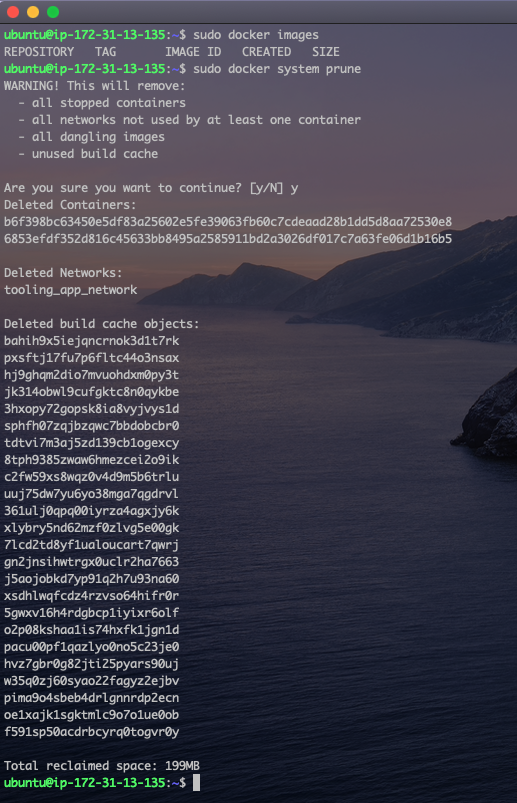 ubuntu@ip-172-31-13-135:~$ sudo docker images
REPOSITORY   TAG       IMAGE ID   CREATED   SIZE
ubuntu@ip-172-31-13-135:~$ sudo docker system prune
WARNING! This will remove:
  - all stopped containers
  - all networks not used by at least one container
  - all dangling images
  - unused build cache

Are you sure you want to continue? [y/N] y
Deleted Containers:
b6f398bc63450e5df83a25602e5fe39063fb60c7cdeaad28b1dd5d8aa72530e8
6853efdf352d816c45633bb8495a2585911bd2a3026df017c7a63fe06d1b16b5

Deleted Networks:
tooling_app_network

Deleted build cache objects:
bahih9x5iejqncrnok3d1t7rk
pxsftj17fu7p6fltc44o3nsax
hj9ghqm2dio7mvuohdxm0py3t
jk314obwl9cufgktc8n0qykbe
3hxopy72gopsk8ia8vyjvys1d
sphfh07zqjbzqwc7bbdobcbr0
tdtvi7m3aj5zd139cb1ogexcy
8tph9385zwaw6hmezcei2o9ik
c2fw59xs8wqz0v4d9m5b6trlu
uuj75dw7yu6yo38mga7qgdrvl
361ulj0qpq00iyrza4agxjy6k
xlybry5nd62mzf0zlvg5e00gk
7lcd2td8yf1ualoucart7qwrj
gn2jnsihwtrgx0uclr2ha7663
j5aojobkd7yp91q2h7u93na60
xsdhlwqfcdz4rzvso64hifr0r
5gwxv16h4rdgbcp1iyixr6olf
o2p08kshaa1is74hxfk1jgn1d
pacu00pf1qazlyo0no5c23je0
hvz7gbr0g82jti25pyars90uj
w35q0zj60syao22fagyz2ejbv
pima9o4sbeb4drlgnnrdp2ecn
oe1xajk1sgktmlc9o7o1ue0ob
f591sp50acdrbcyrq0togvr0y

Total reclaimed space: 199MB
ubuntu@ip-172-31-13-135:~$